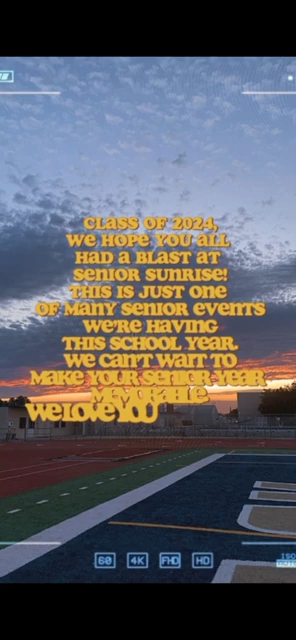 CLASS OF 2024,
WE HOPE YOU ALL
HAD A BLAST AT
SENIOR SUNRISE!
THIS IS JUST ONE
OF MANY SENIOR EVENTS
WE'RE HAVING
THIS SCHOOL YEAR.
WE CAN'T WAIT TO
MAKE YOUR SENIOR YEAR
MEMORABLE
WE LOVE YOU
60 4K FHD HD
ISO